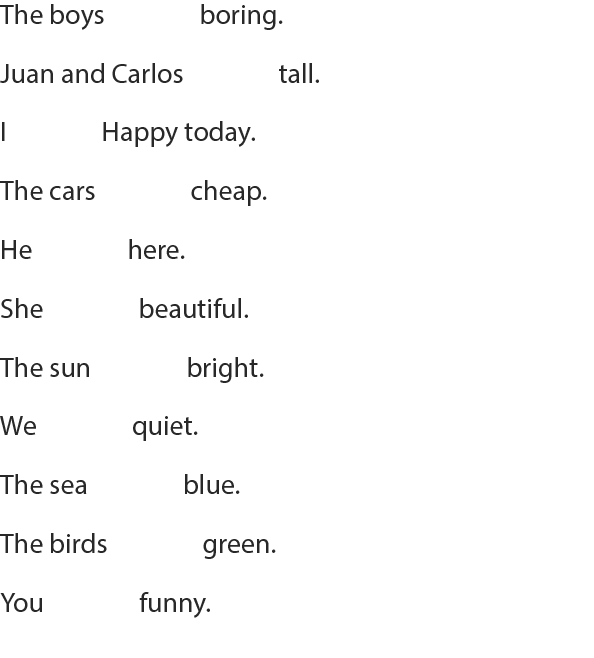 The boys boring.
Juan and Carlos tall.
I Happy today.
The cars cheap.
He here.
She beautiful.
The sun bright.
We quiet.
The sea blue.
The birds green.
You funny.